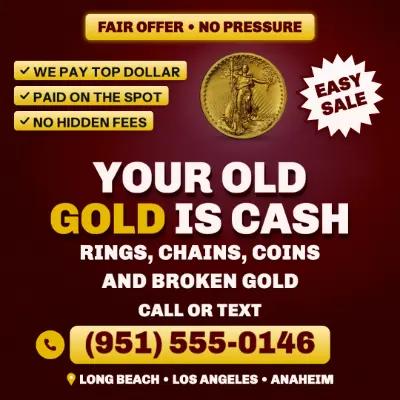 FAIR OFFER • NO PRESSURE
WE PAY TOP DOLLAR
PAID ON THE SPOT
NO HIDDEN FEES
EASY
SALE
YOUR OLD
GOLD IS CASH
RINGS, CHAINS, COINS
AND BROKEN GOLD
CALL OR TEXT
(951) 555-0146
LONG BEACH • LOS ANGELES • ANAHEIM